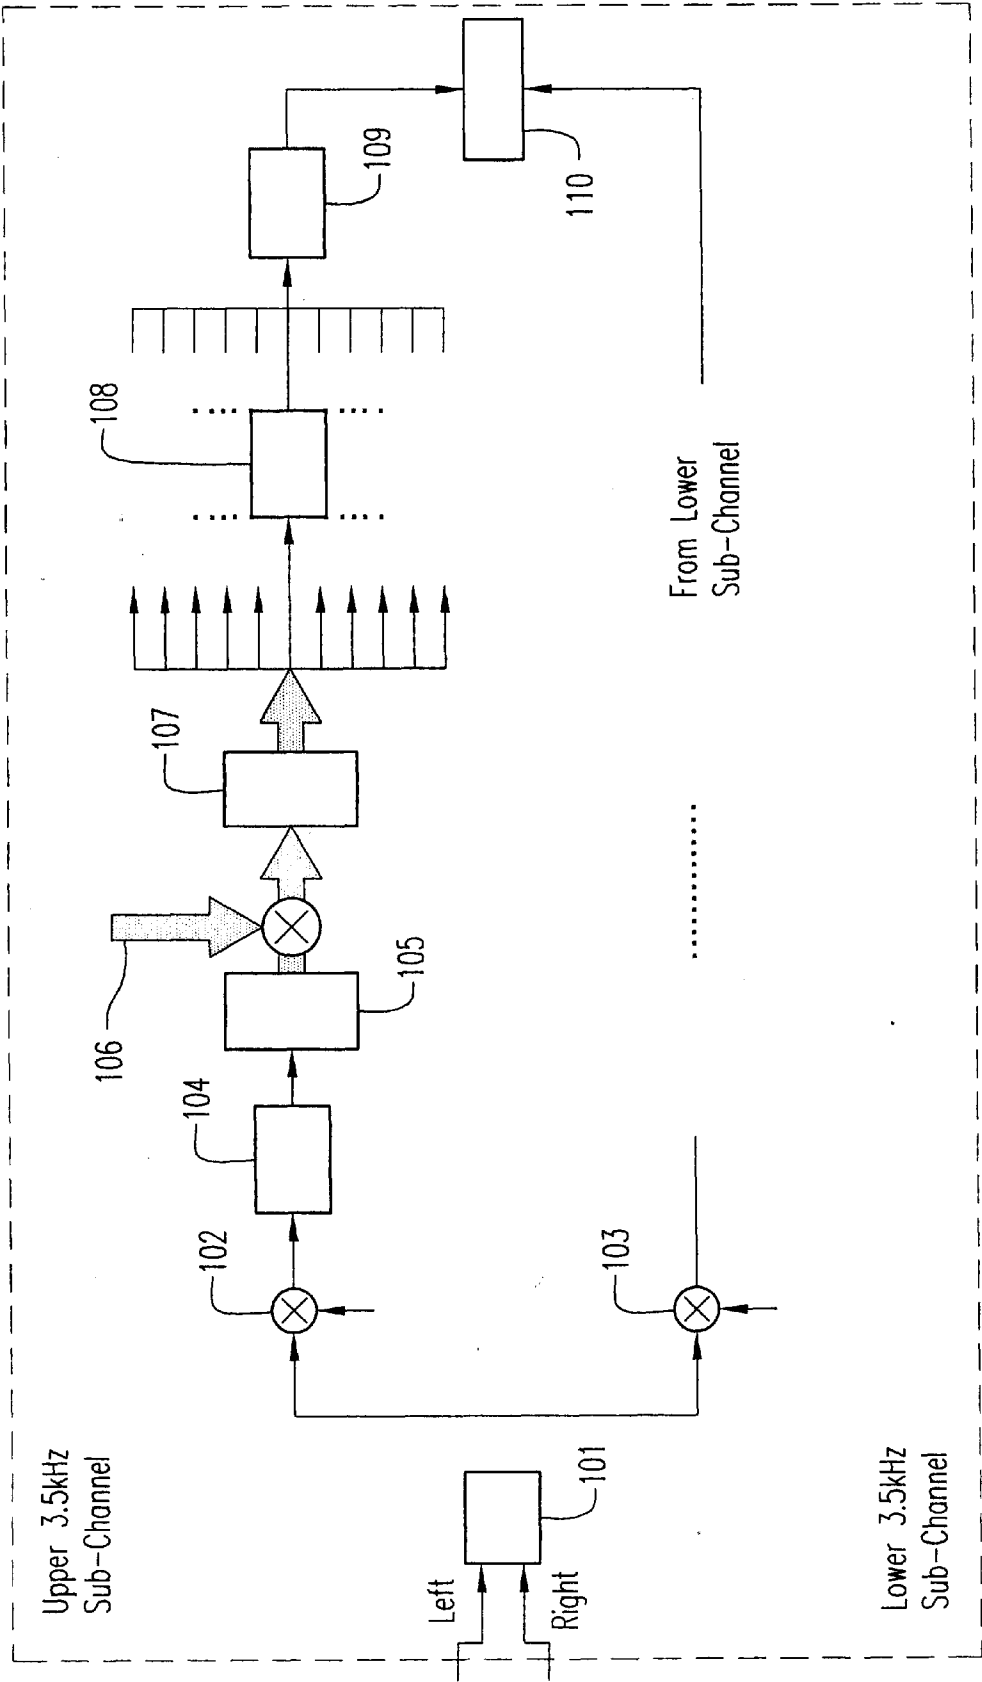 Upper 3.5kHz
Sub-Channel
Left
Right
101
102
103
104
105
106
107
108
109
110
From Lower
Sub-Channel
Lower 3.5kHz
Sub-Channel